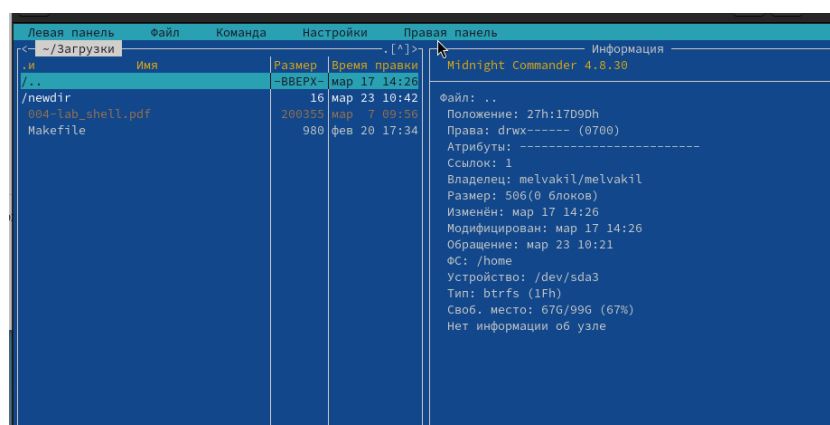 Левая панель Файл Команда Настройки Правая панель
<— ~/Загрузки .[^]>
.и Имя Размер Время правки
/.. -ВВЕРХ- мар 17 14:26
/newdir 16 мар 23 10:42
004-lab_shell.pdf 200355 мар 7 09:56
Makefile 980 фев 20 17:34
Информация
Midnight Commander 4.8.30
Файл: ..
Положение: 27h:17D9Dh
Права: drwx------ (0700)
Атрибуты: -------------------------
Ссылок: 1
Владелец: melvakil/melvakil
Размер: 506(0 блоков)
Изменён: мар 17 14:26
Модифицирован: мар 17 14:26
Обращение: мар 23 10:21
ФС: /home
Устройство: /dev/sda3
Тип: btrfs (1Fh)
Своб. место: 67G/99G (67%)
Нет информации об узле